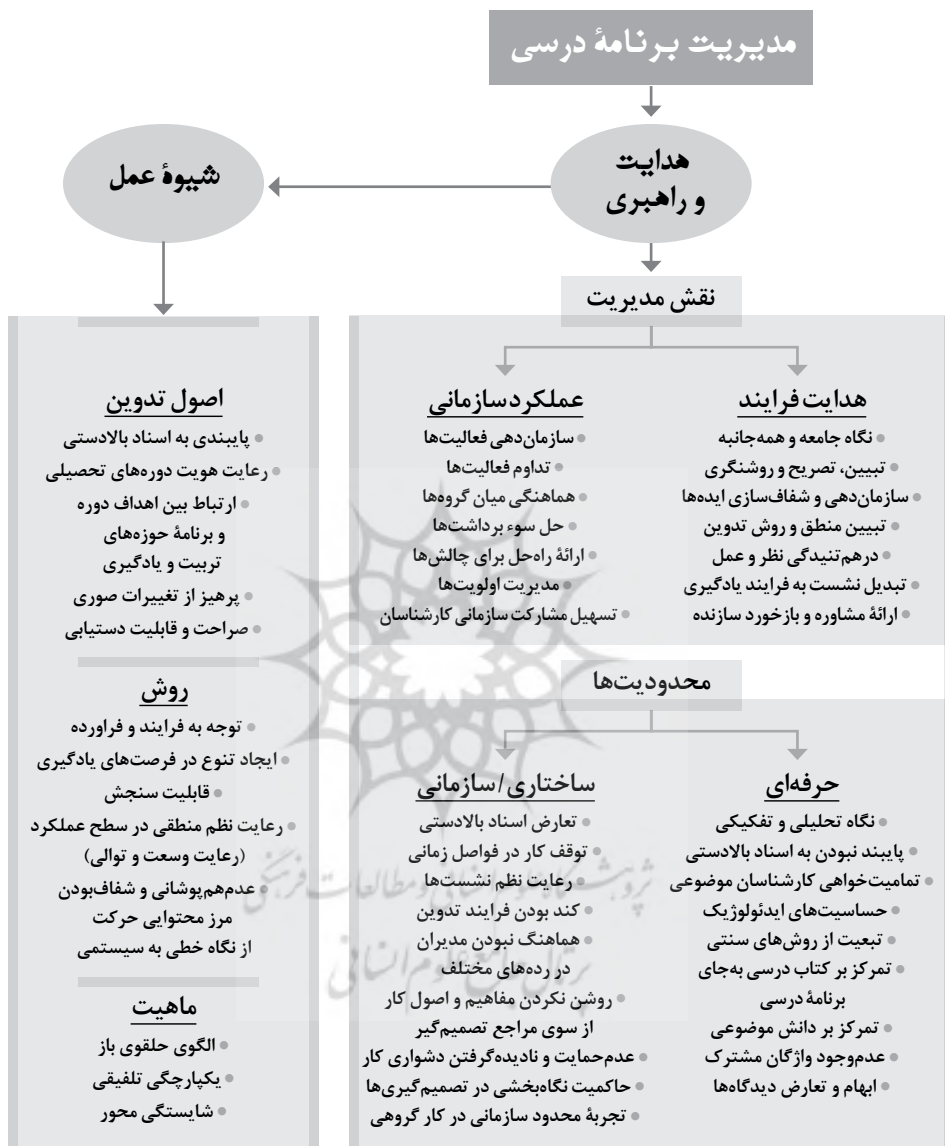 مدیریت برنامهٔ درسی
هدایت
و راهبری
شیوهٔ عمل
نقش مدیریت
هدایت فرایند
• نگاه جامعه و همه‌جانبه
• تبیین، تصریح و روشنگری
• سازمان‌دهی و شفاف‌سازی ایده‌ها
• تبیین منطق و روش تدوین
• درهم‌تنیدگی نظر و عمل
• تبدیل نشست به فرایند یادگیری
• ارائهٔ مشاوره و بازخورد سازنده
عملکرد سازمانی
• سازمان‌دهی فعالیت‌ها
• تداوم فعالیت‌ها
• هماهنگی میان گروه‌ها
• حل سوء برداشت‌ها
• ارائهٔ راه‌حل برای چالش‌ها
• مدیریت اولویت‌ها
• تسهیل مشارکت سازمانی کارشناسان
محدودیت‌ها
حرفه‌ای
• نگاه تحلیلی و تفکیکی
• پایبند نبودن به اسناد بالادستی
• تمامیت‌خواهی کارشناسان موضوعی
• حساسیت‌های ایدئولوژیک
• تبعیت از روش‌های سنتی
• تمرکز بر کتاب درسی به‌جای
برنامهٔ درسی
• تمرکز بر دانش موضوعی
• عدم‌وجود واژگان مشترک
• ابهام و تعارض دیدگاه‌ها
ساختاری/سازمانی
• تعارض اسناد بالادستی
• توقف کار در فواصل زمانی
• رعایت نظم نشست‌ها
• کند بودن فرایند تدوین
• هماهنگ نبودن مدیران
در رده‌های مختلف
• روشن نکردن مفاهیم و اصول کار
از سوی مراجع تصمیم‌گیر
• عدم‌حمایت و نادیده‌گرفتن دشواری کار
• حاکمیت نگاه‌بخشی در تصمیم‌گیری‌ها
• تجربهٔ محدود سازمانی در کار گروهی
اصول تدوین
• پایبندی به اسناد بالادستی
• رعایت هویت دوره‌های تحصیلی
• ارتباط بین اهداف دوره
و برنامهٔ حوزه‌های
تربیت و یادگیری
• پرهیز از تغییرات صوری
• صراحت و قابلیت دستیابی
روش
• توجه به فرایند و فراورده
• ایجاد تنوع در فرصت‌های یادگیری
• قابلیت سنجش
• رعایت نظم منطقی در سطح عملکرد
(رعایت وسعت و توالی)
• عدم‌هم‌پوشانی و شفاف‌بودن
مرز محتوایی حرکت
از نگاه خطی به سیستمی
ماهیت
• الگوی حلقوی باز
• یکپارچگی تلفیقی
• شایستگی محور
پژوهشگاه علوم انسانی و مطالعات فرهنگی
پرتال جامع علوم انسانی